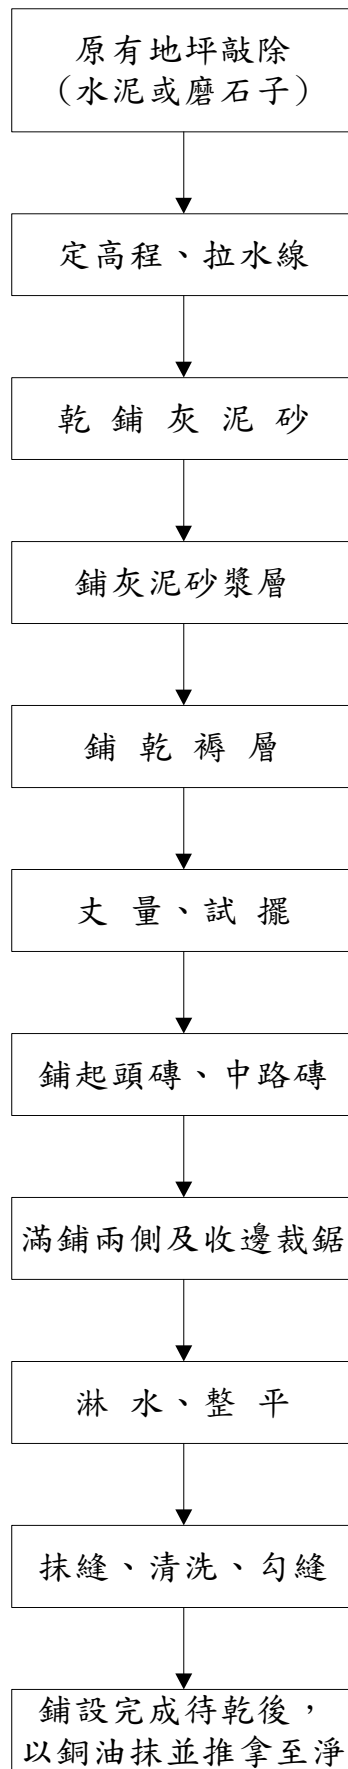 原有地坪敲除
(水泥或磨石子)
定高程、拉水線
乾鋪灰泥砂
鋪灰泥砂漿層
鋪乾褥層
丈量、試擺
鋪起頭磚、中路磚
滿鋪兩側及收邊裁鋸
淋水、整平
抹縫、清洗、勾縫
鋪設完成待乾後，
以銅油抹並推拿至淨